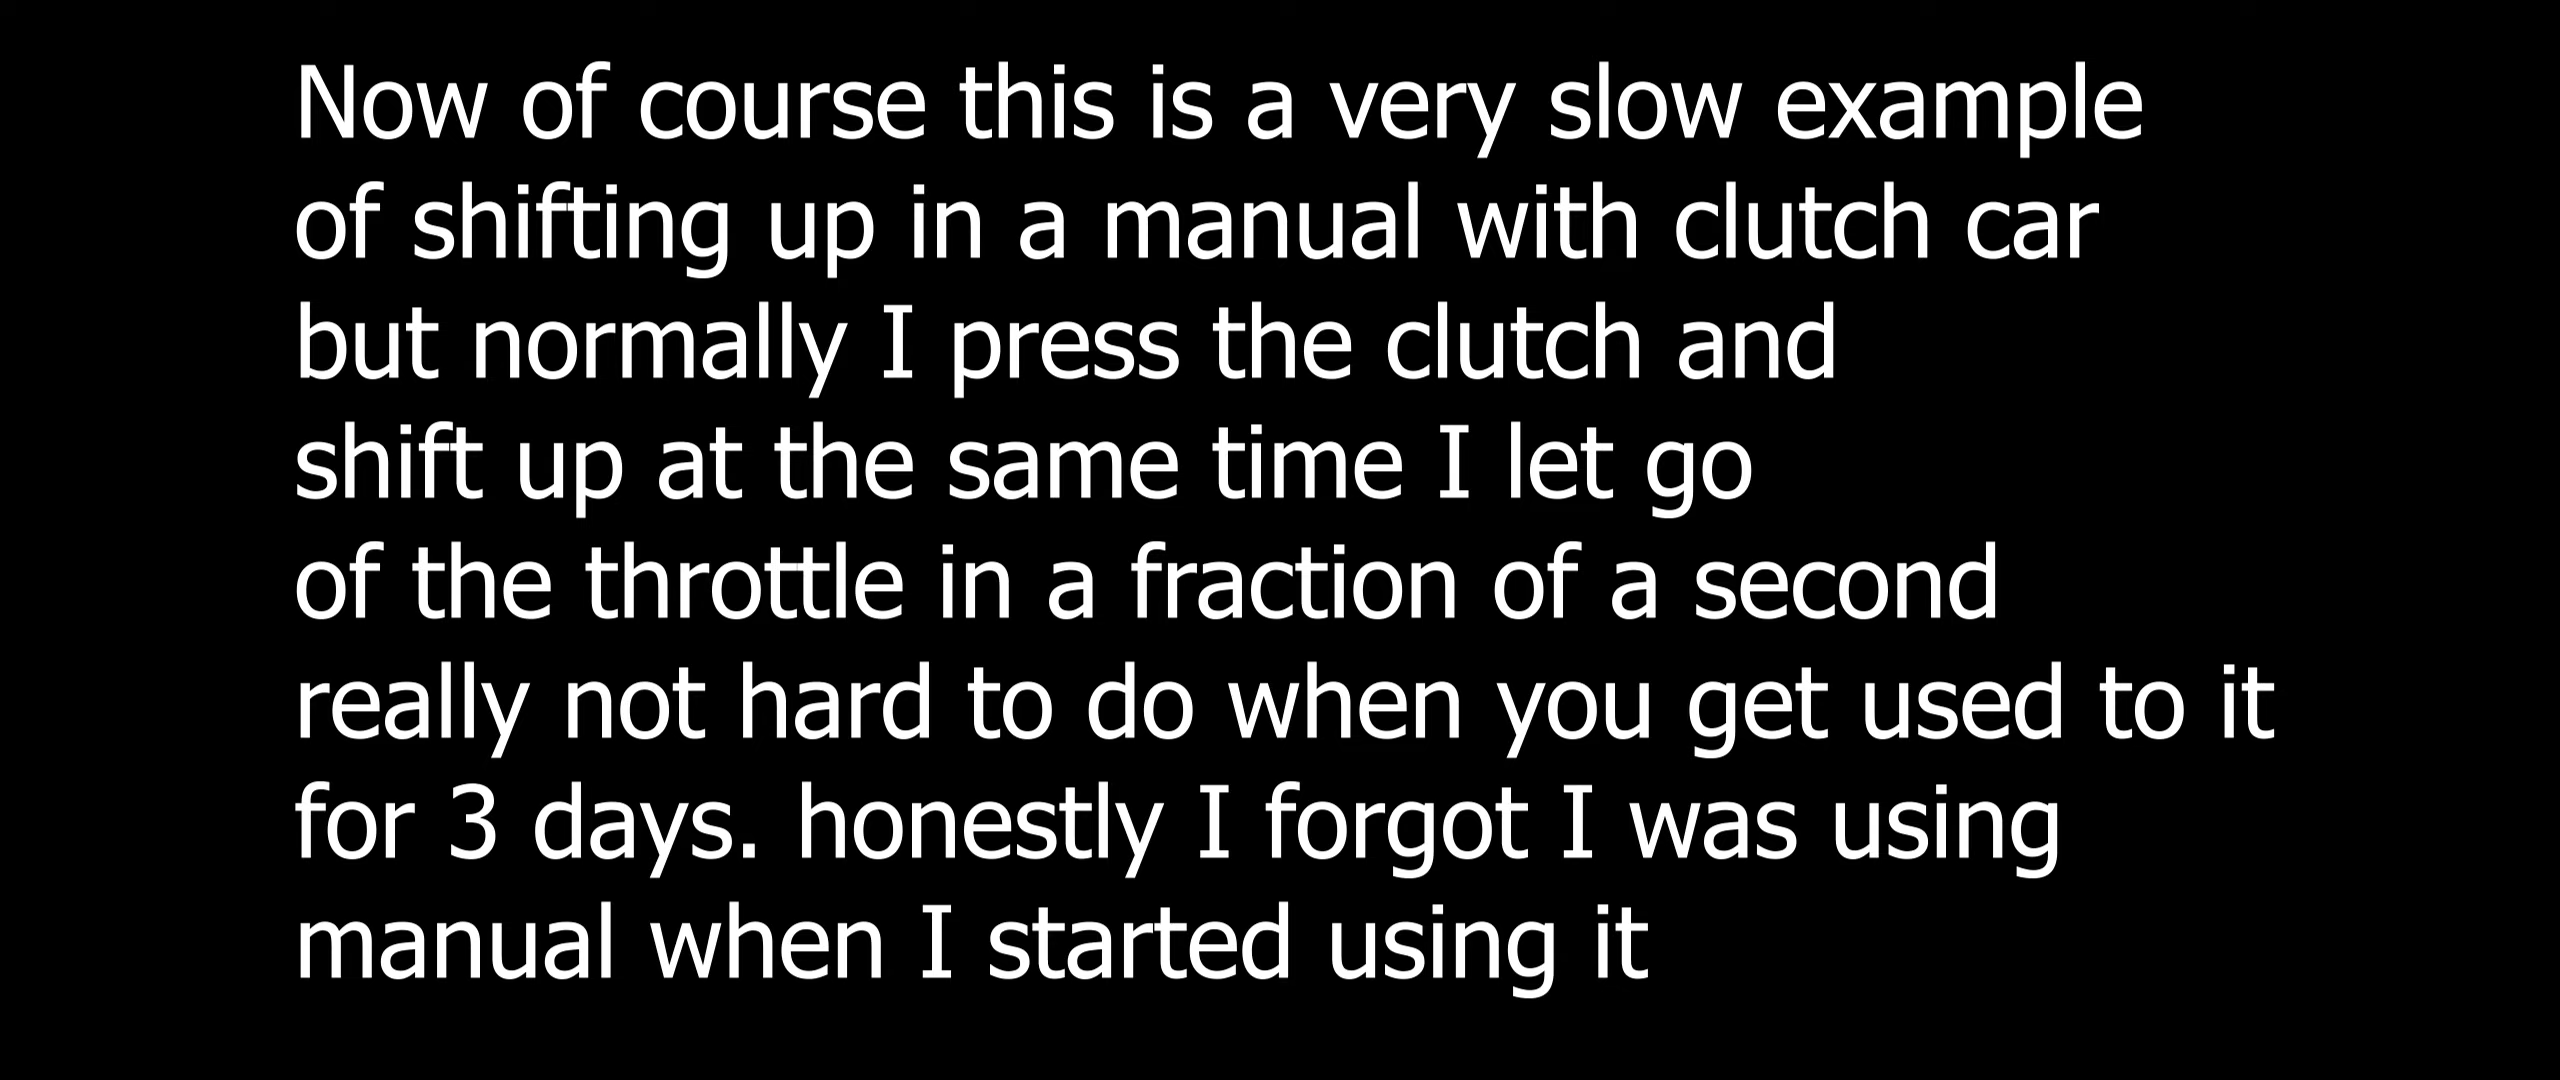 Now of course this is a very slow example
of shifting up in a manual with clutch car
but normally I press the clutch and
shift up at the same time I let go
of the throttle in a fraction of a second
really not hard to do when you get used to it
for 3 days. honestly I forgot I was using
manual when I started using it